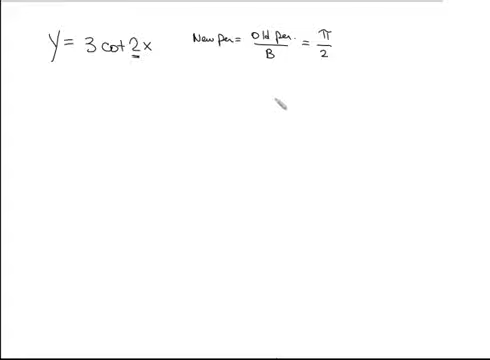 y = 3 cot 2x New per = Old per. / B = π / 2